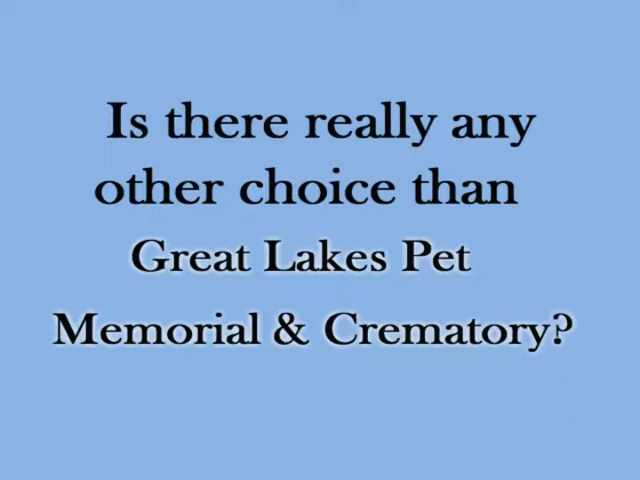 Is there really any
other choice than
Great Lakes Pet
Memorial & Crematory?